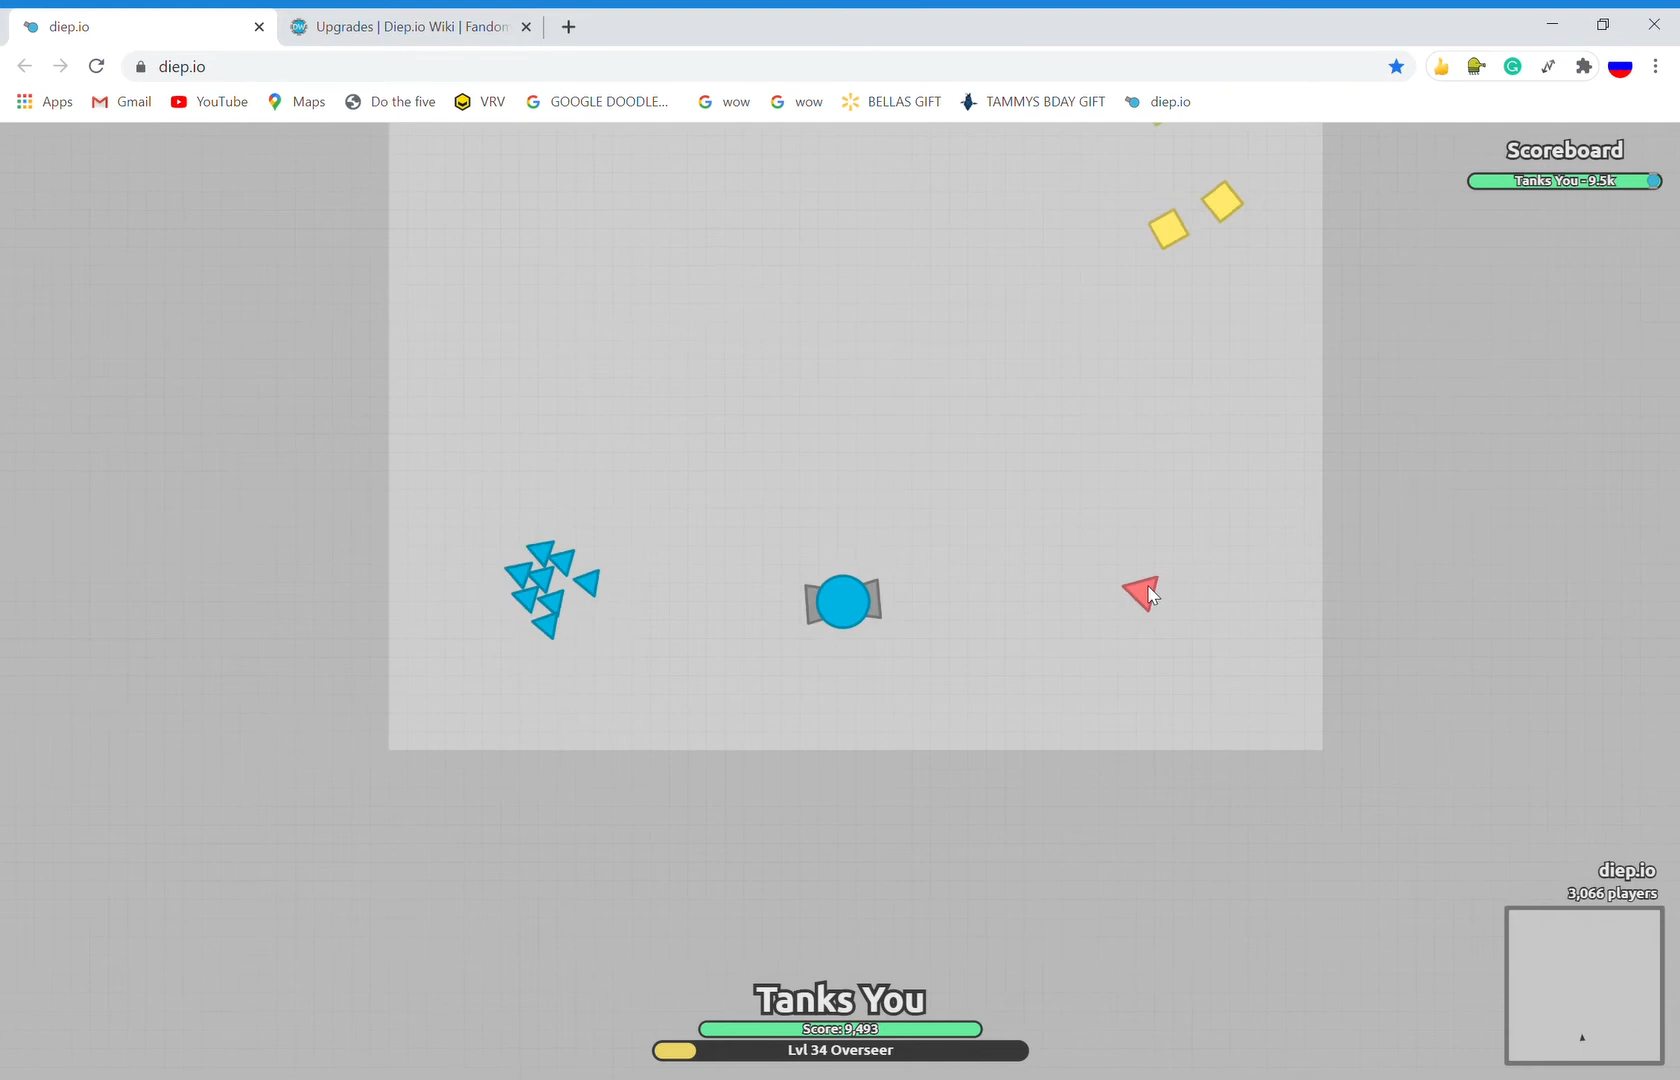 diep.io
Upgrades | Diep.io Wiki | Fandom
diep.io
Apps Gmail YouTube Maps Do the five VRV GOOGLE DOODLE... wow wow BELLAS GIFT TAMMYS BDAY GIFT diep.io
Scoreboard
Tanks You - 9.5k
diep.io
3,066 players
Tanks You
Score: 9,493
Lvl 34 Overseer